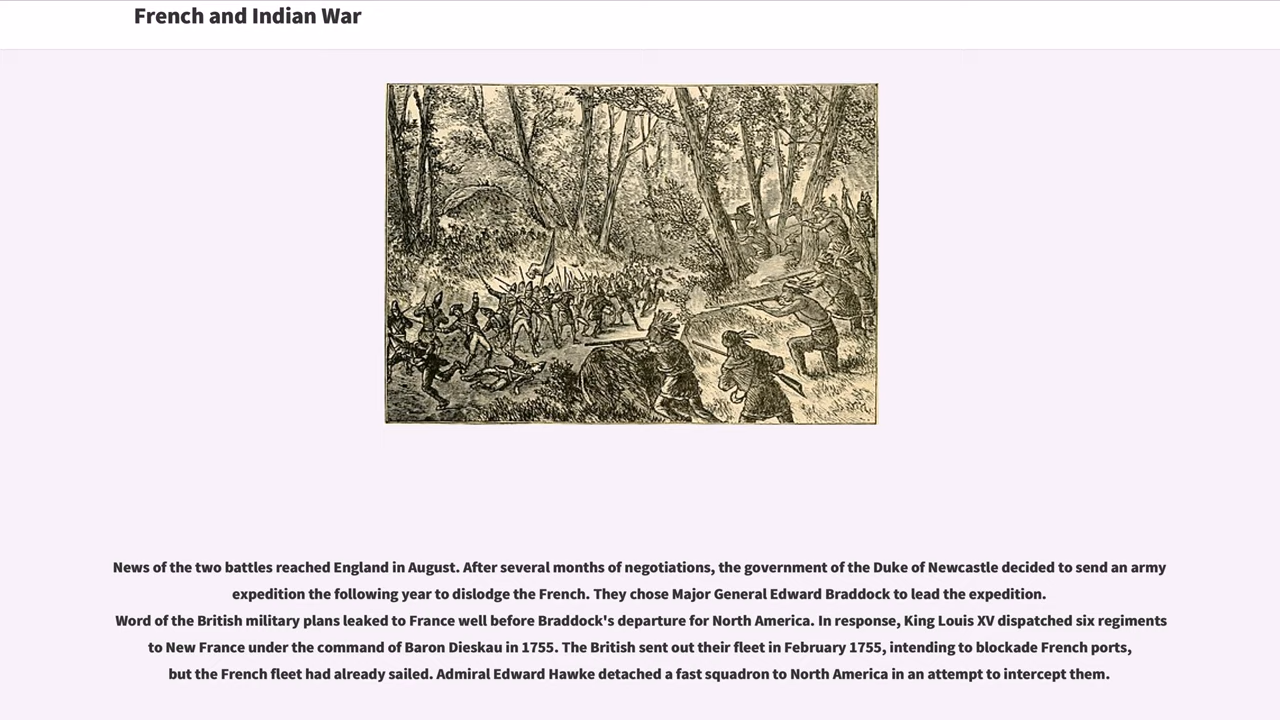 French and Indian War
News of the two battles reached England in August. After several months of negotiations, the government of the Duke of Newcastle decided to send an army
expedition the following year to dislodge the French. They chose Major General Edward Braddock to lead the expedition.
Word of the British military plans leaked to France well before Braddock's departure for North America. In response, King Louis XV dispatched six regiments
to New France under the command of Baron Dieskau in 1755. The British sent out their fleet in February 1755, intending to blockade French ports,
but the French fleet had already sailed. Admiral Edward Hawke detached a fast squadron to North America in an attempt to intercept them.